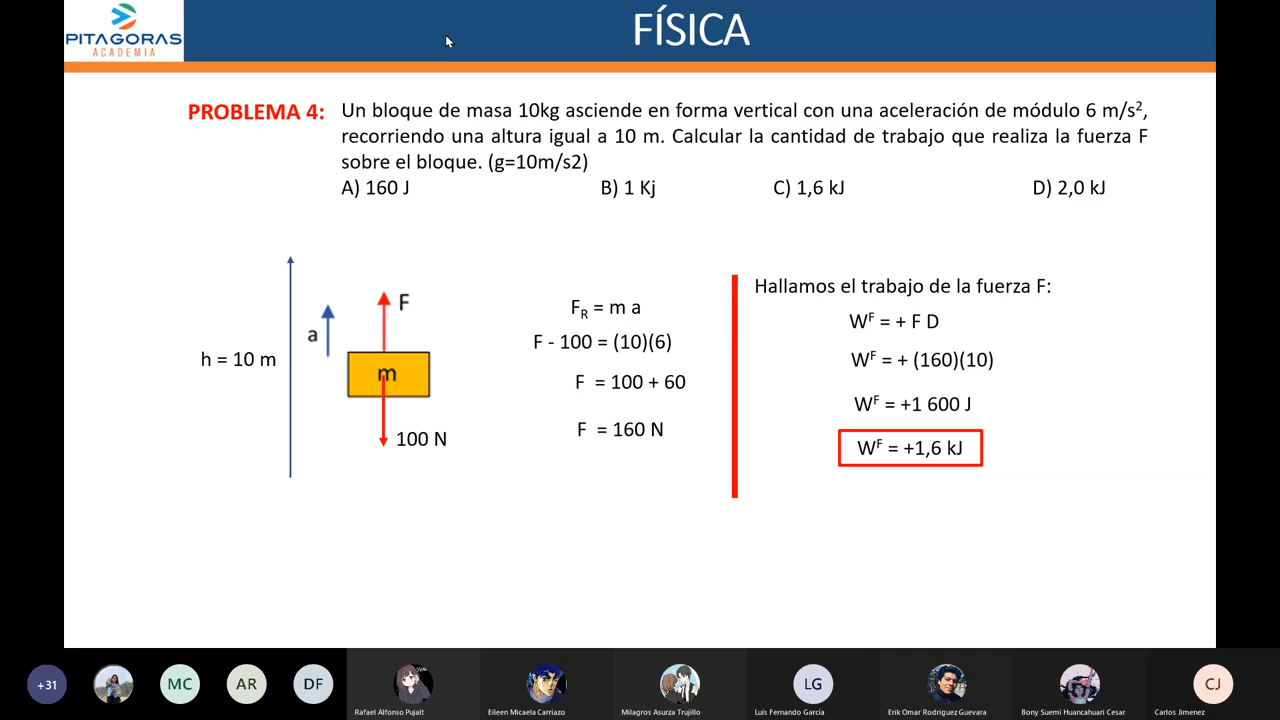 PITAGORAS
ACADEMIA
FÍSICA
PROBLEMA 4:
Un bloque de masa 10kg asciende en forma vertical con una aceleración de módulo 6 m/s²,
recorriendo una altura igual a 10 m. Calcular la cantidad de trabajo que realiza la fuerza F
sobre el bloque. (g=10m/s2)
A) 160 J B) 1 Kj C) 1,6 kJ D) 2,0 kJ
h = 10 m
a
F
m
100 N
F_R = m a
F - 100 = (10)(6)
F = 100 + 60
F = 160 N
Hallamos el trabajo de la fuerza F:
W^F = + F D
W^F = + (160)(10)
W^F = +1 600 J
W^F = +1,6 kJ
+31
MC
AR
DF
LG
CJ
Rafael Alfonso Pujalt
Eileen Micaela Carriazo
Milagros Asurza Trujillo
Luis Fernando García
Erik Omar Rodriguez Guevara
Bony Suemi Huancahuari Cesar
Carlos Jimenez